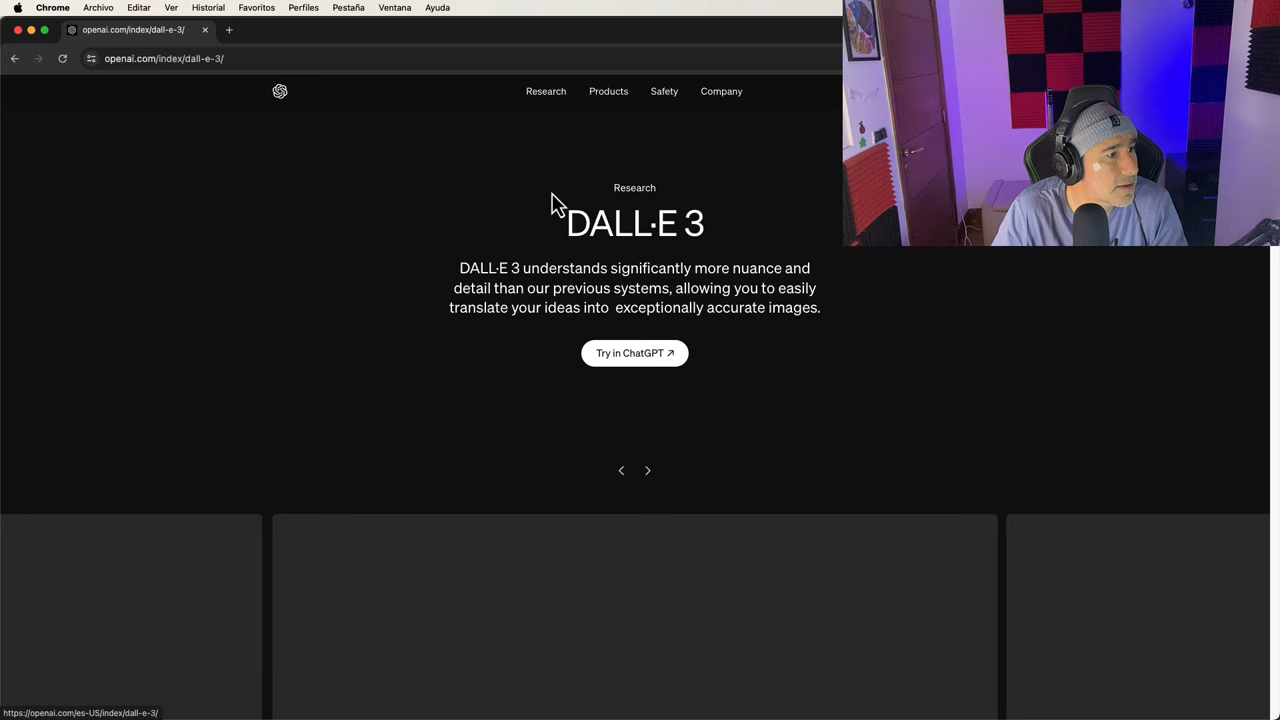 Chrome Archivo Editar Ver Historial Favoritos Perfiles Pestaña Ventana Ayuda
openai.com/index/dall-e-3/
openai.com/index/dall-e-3/
Research Products Safety Company
Research
DALL·E 3
DALL·E 3 understands significantly more nuance and
detail than our previous systems, allowing you to easily
translate your ideas into exceptionally accurate images.
Try in ChatGPT ↗
https://openai.com/es-US/index/dall-e-3/